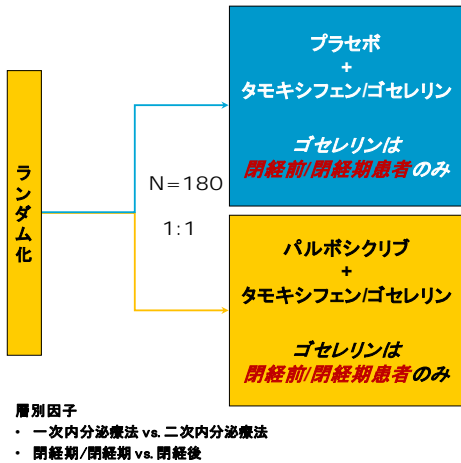 ランダム化
N=180
1:1
プラセボ
+
タモキシフェン/ゴセレリン
ゴセレリンは
閉経前/閉経期患者のみ
パルボシクリブ
+
タモキシフェン/ゴセレリン
ゴセレリンは
閉経前/閉経期患者のみ
層別因子
・ 一次内分泌療法 vs. 二次内分泌療法
・ 閉経期/閉経期 vs. 閉経後